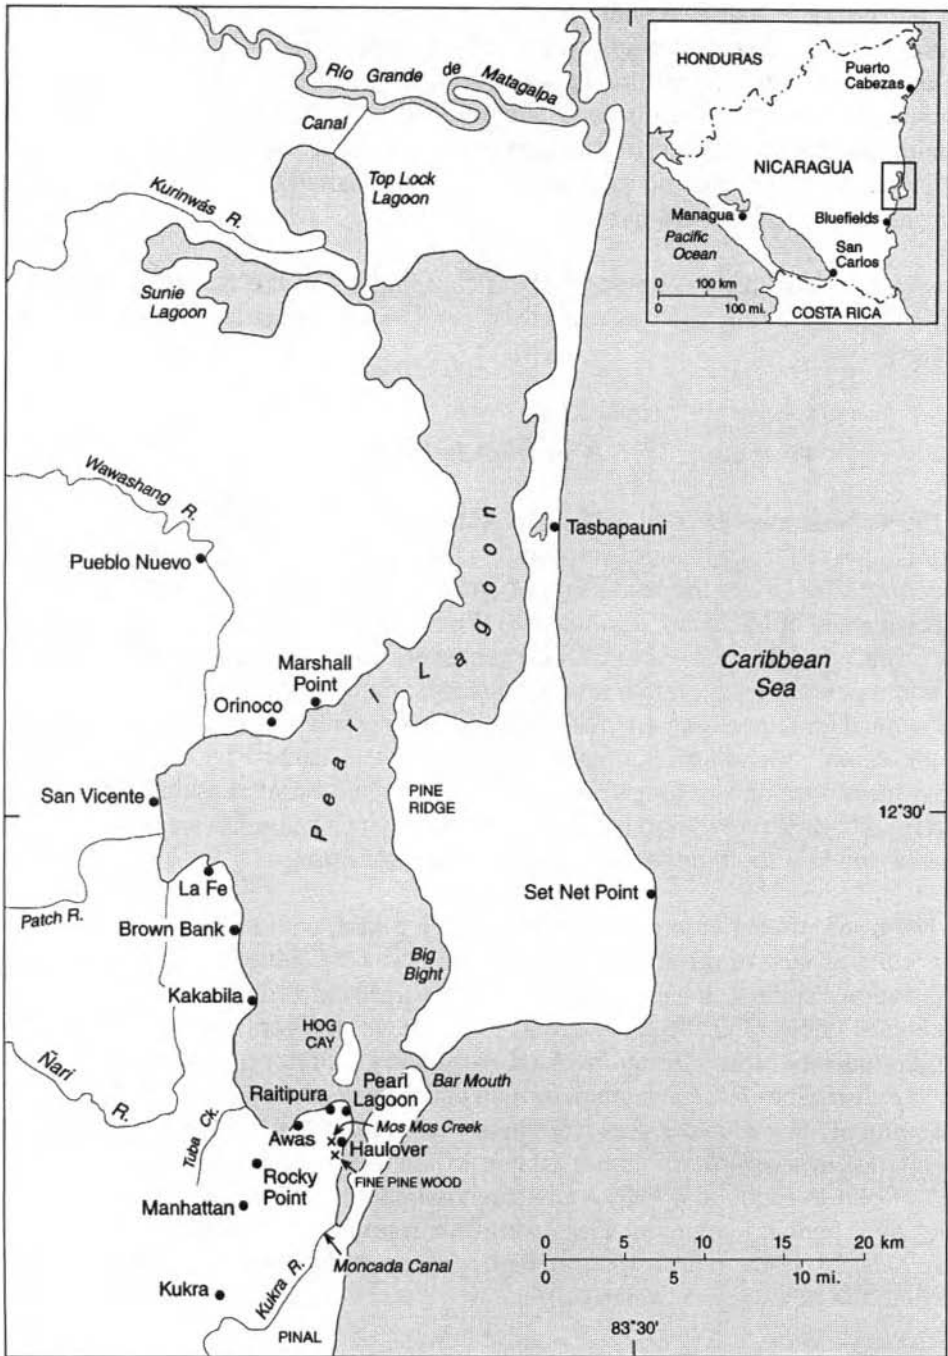 Río Grande de Matagalpa
Canal
Top Lock
Lagoon
Kurinwás R.
Sunie
Lagoon
HONDURAS
Puerto
Cabezas
NICARAGUA
Managua
Bluefields
Pacific
Ocean
San
Carlos
0 100 km
0 100 mi.
COSTA RICA
Wawashang R.
Pueblo Nuevo
Tasbapauni
Pearl Lagoon
Marshall
Point
Orinoco
Caribbean
Sea
San Vicente
PINE
RIDGE
12°30'
La Fe
Set Net Point
Patch R.
Brown Bank
Big
Bight
Kakabila
HOG
CAY
Ñari R.
Bar Mouth
Pearl
Lagoon
Raitipura
Tuba Ck.
Awas
Mos Mos Creek
Haulover
Rocky
Point
FINE PINE WOOD
Manhattan
Moncada Canal
0 5 10 15 20 km
0 5 10 mi.
Kukra
Kukra R.
PINAL
83°30'